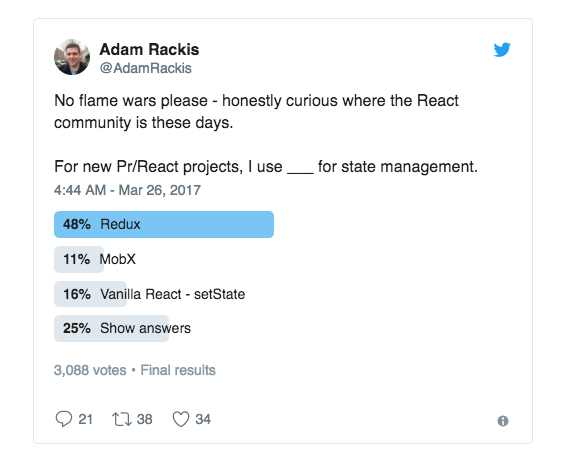 Adam Rackis
@AdamRackis
No flame wars please - honestly curious where the React
community is these days.
For new Pr/React projects, I use ___ for state management.
4:44 AM - Mar 26, 2017
48% Redux
11% MobX
16% Vanilla React - setState
25% Show answers
3,088 votes • Final results
21 38 34